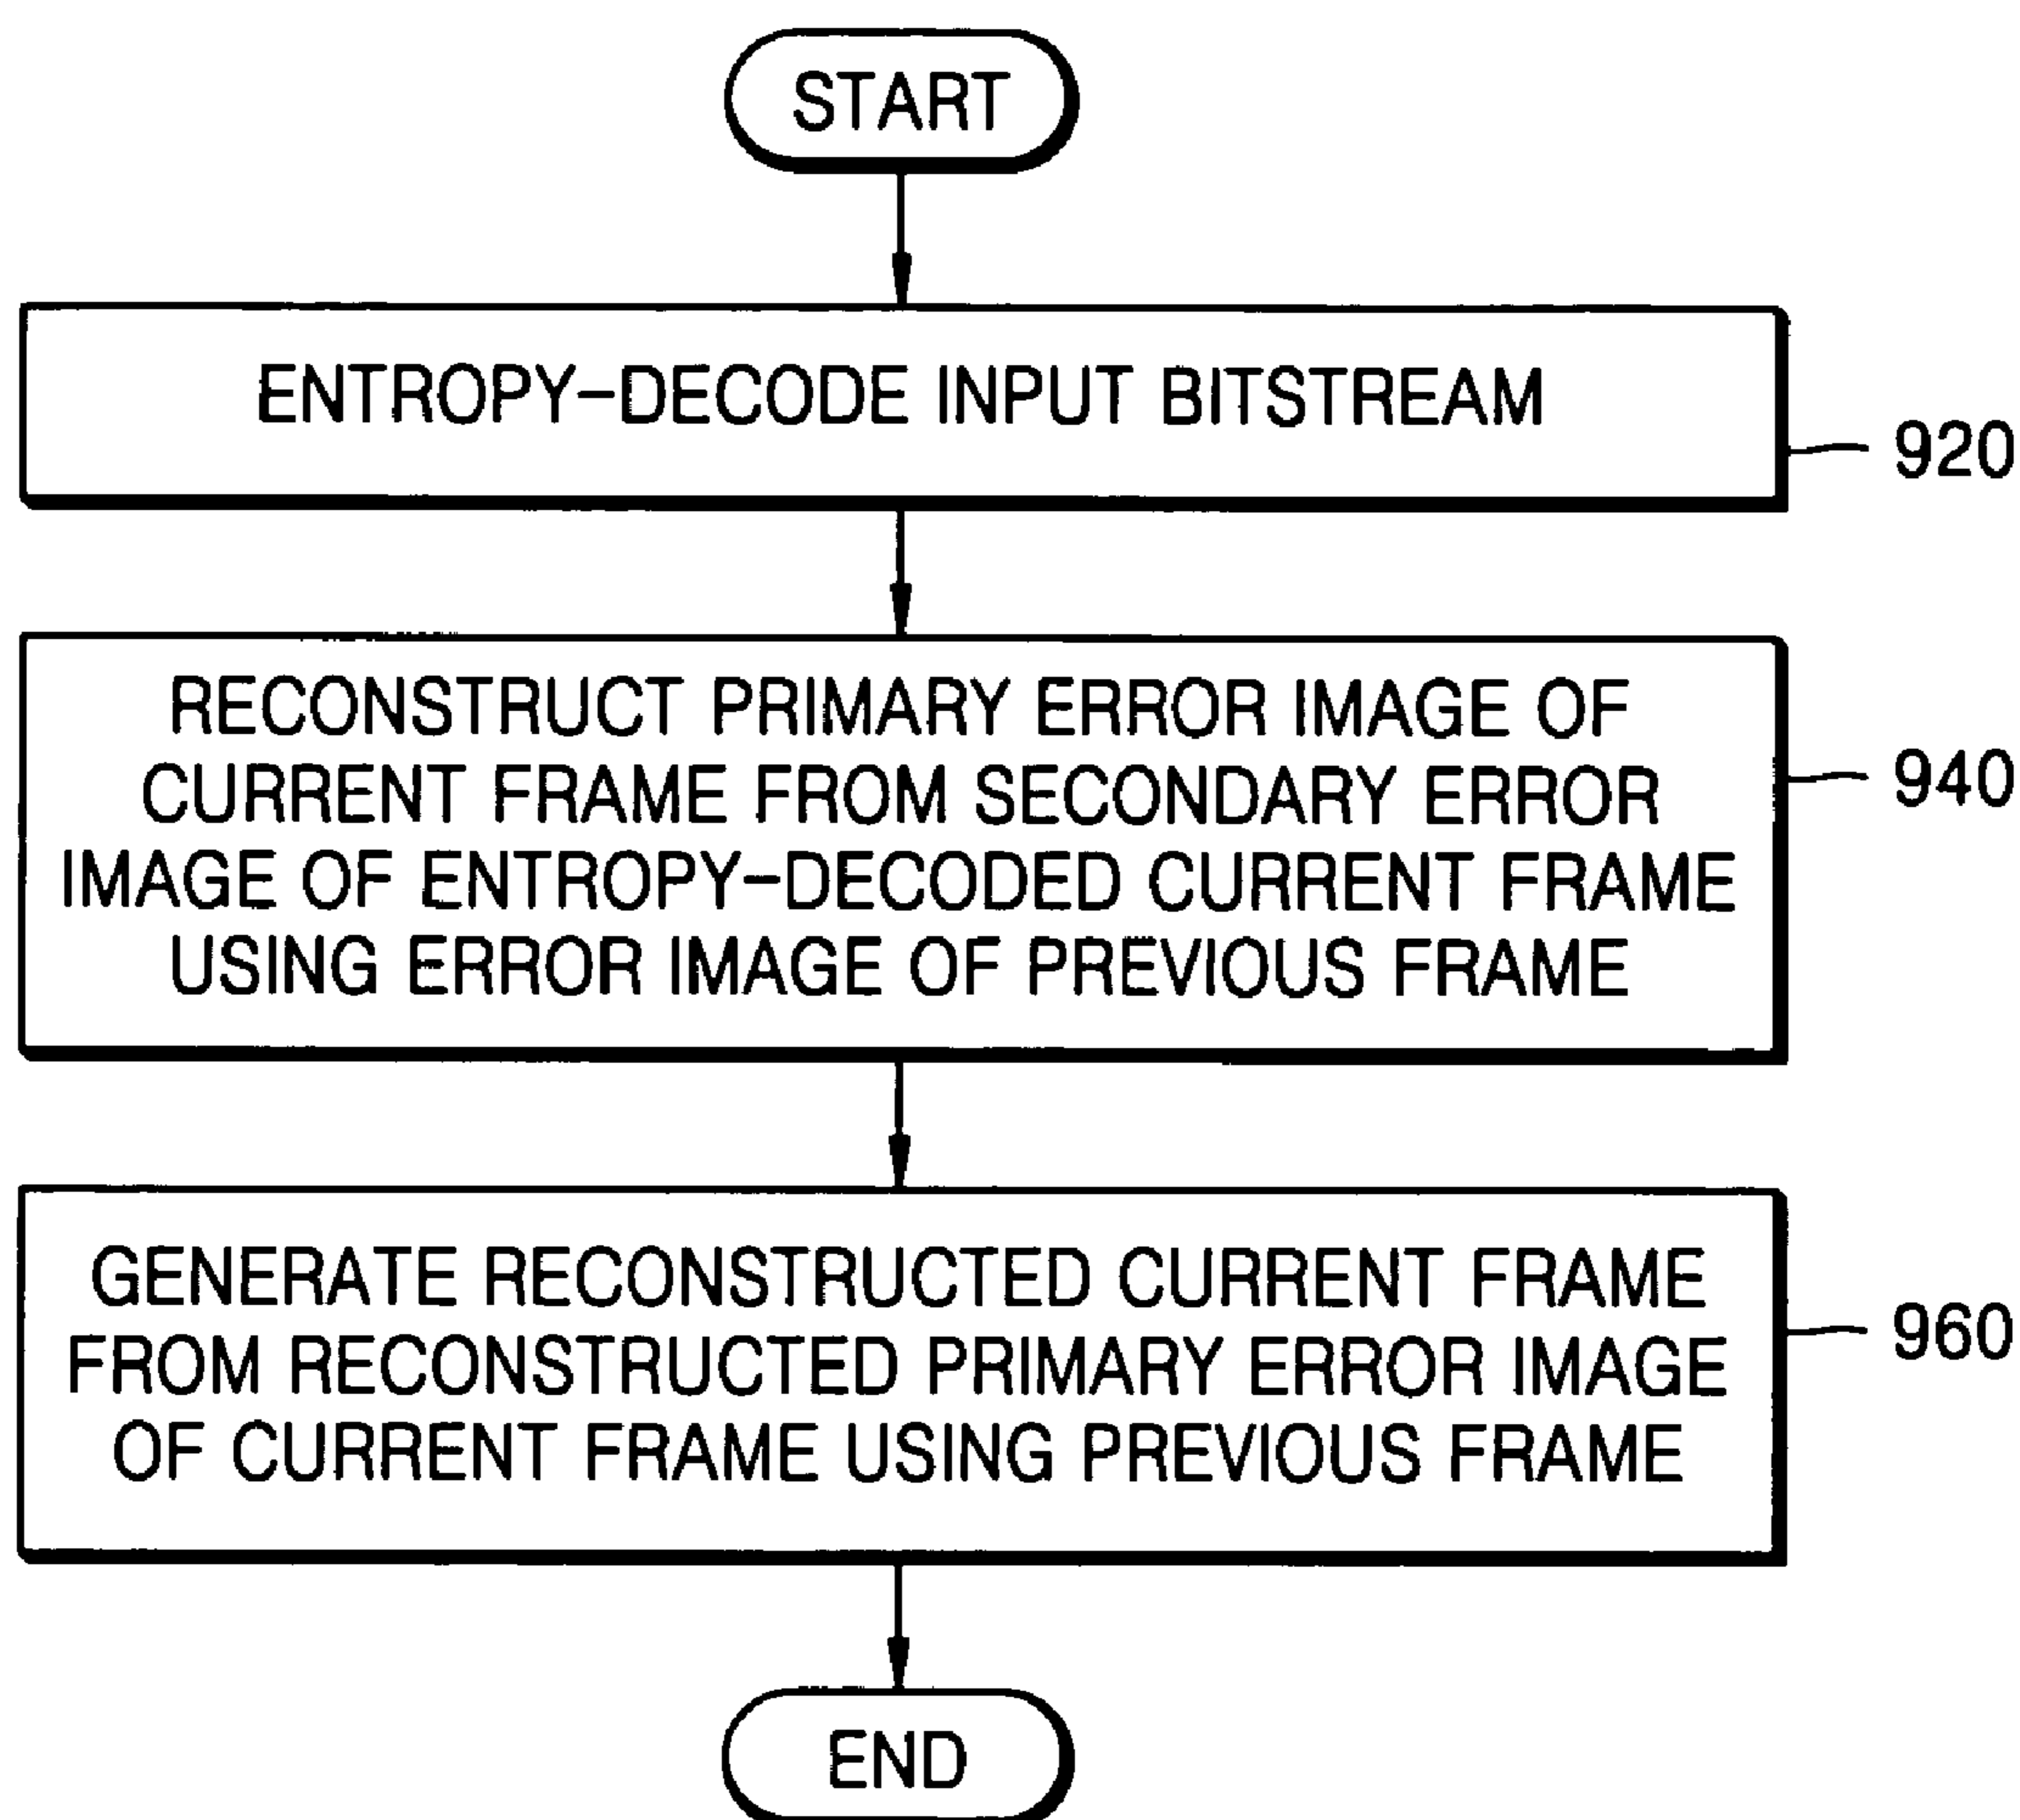 START
ENTROPY-DECODE INPUT BITSTREAM
920
RECONSTRUCT PRIMARY ERROR IMAGE OF
CURRENT FRAME FROM SECONDARY ERROR
IMAGE OF ENTROPY-DECODED CURRENT FRAME
USING ERROR IMAGE OF PREVIOUS FRAME
940
GENERATE RECONSTRUCTED CURRENT FRAME
FROM RECONSTRUCTED PRIMARY ERROR IMAGE
OF CURRENT FRAME USING PREVIOUS FRAME
960
END